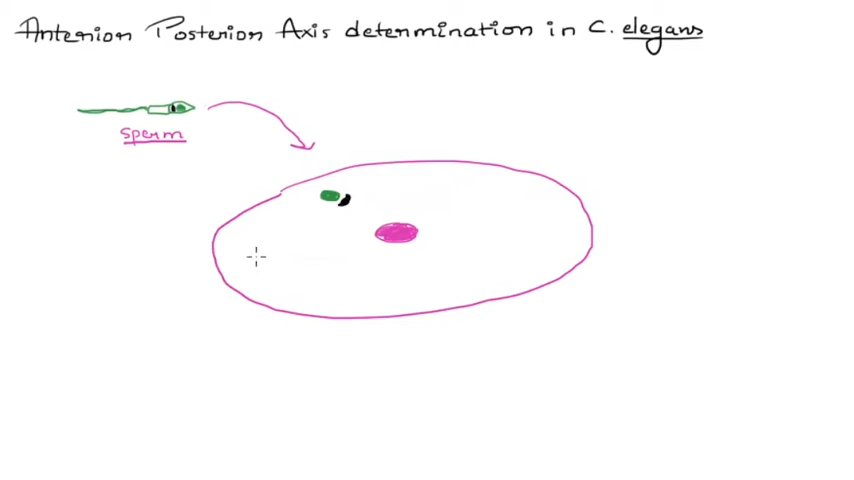 Anterior Posterior Axis determination in C. elegans
sperm